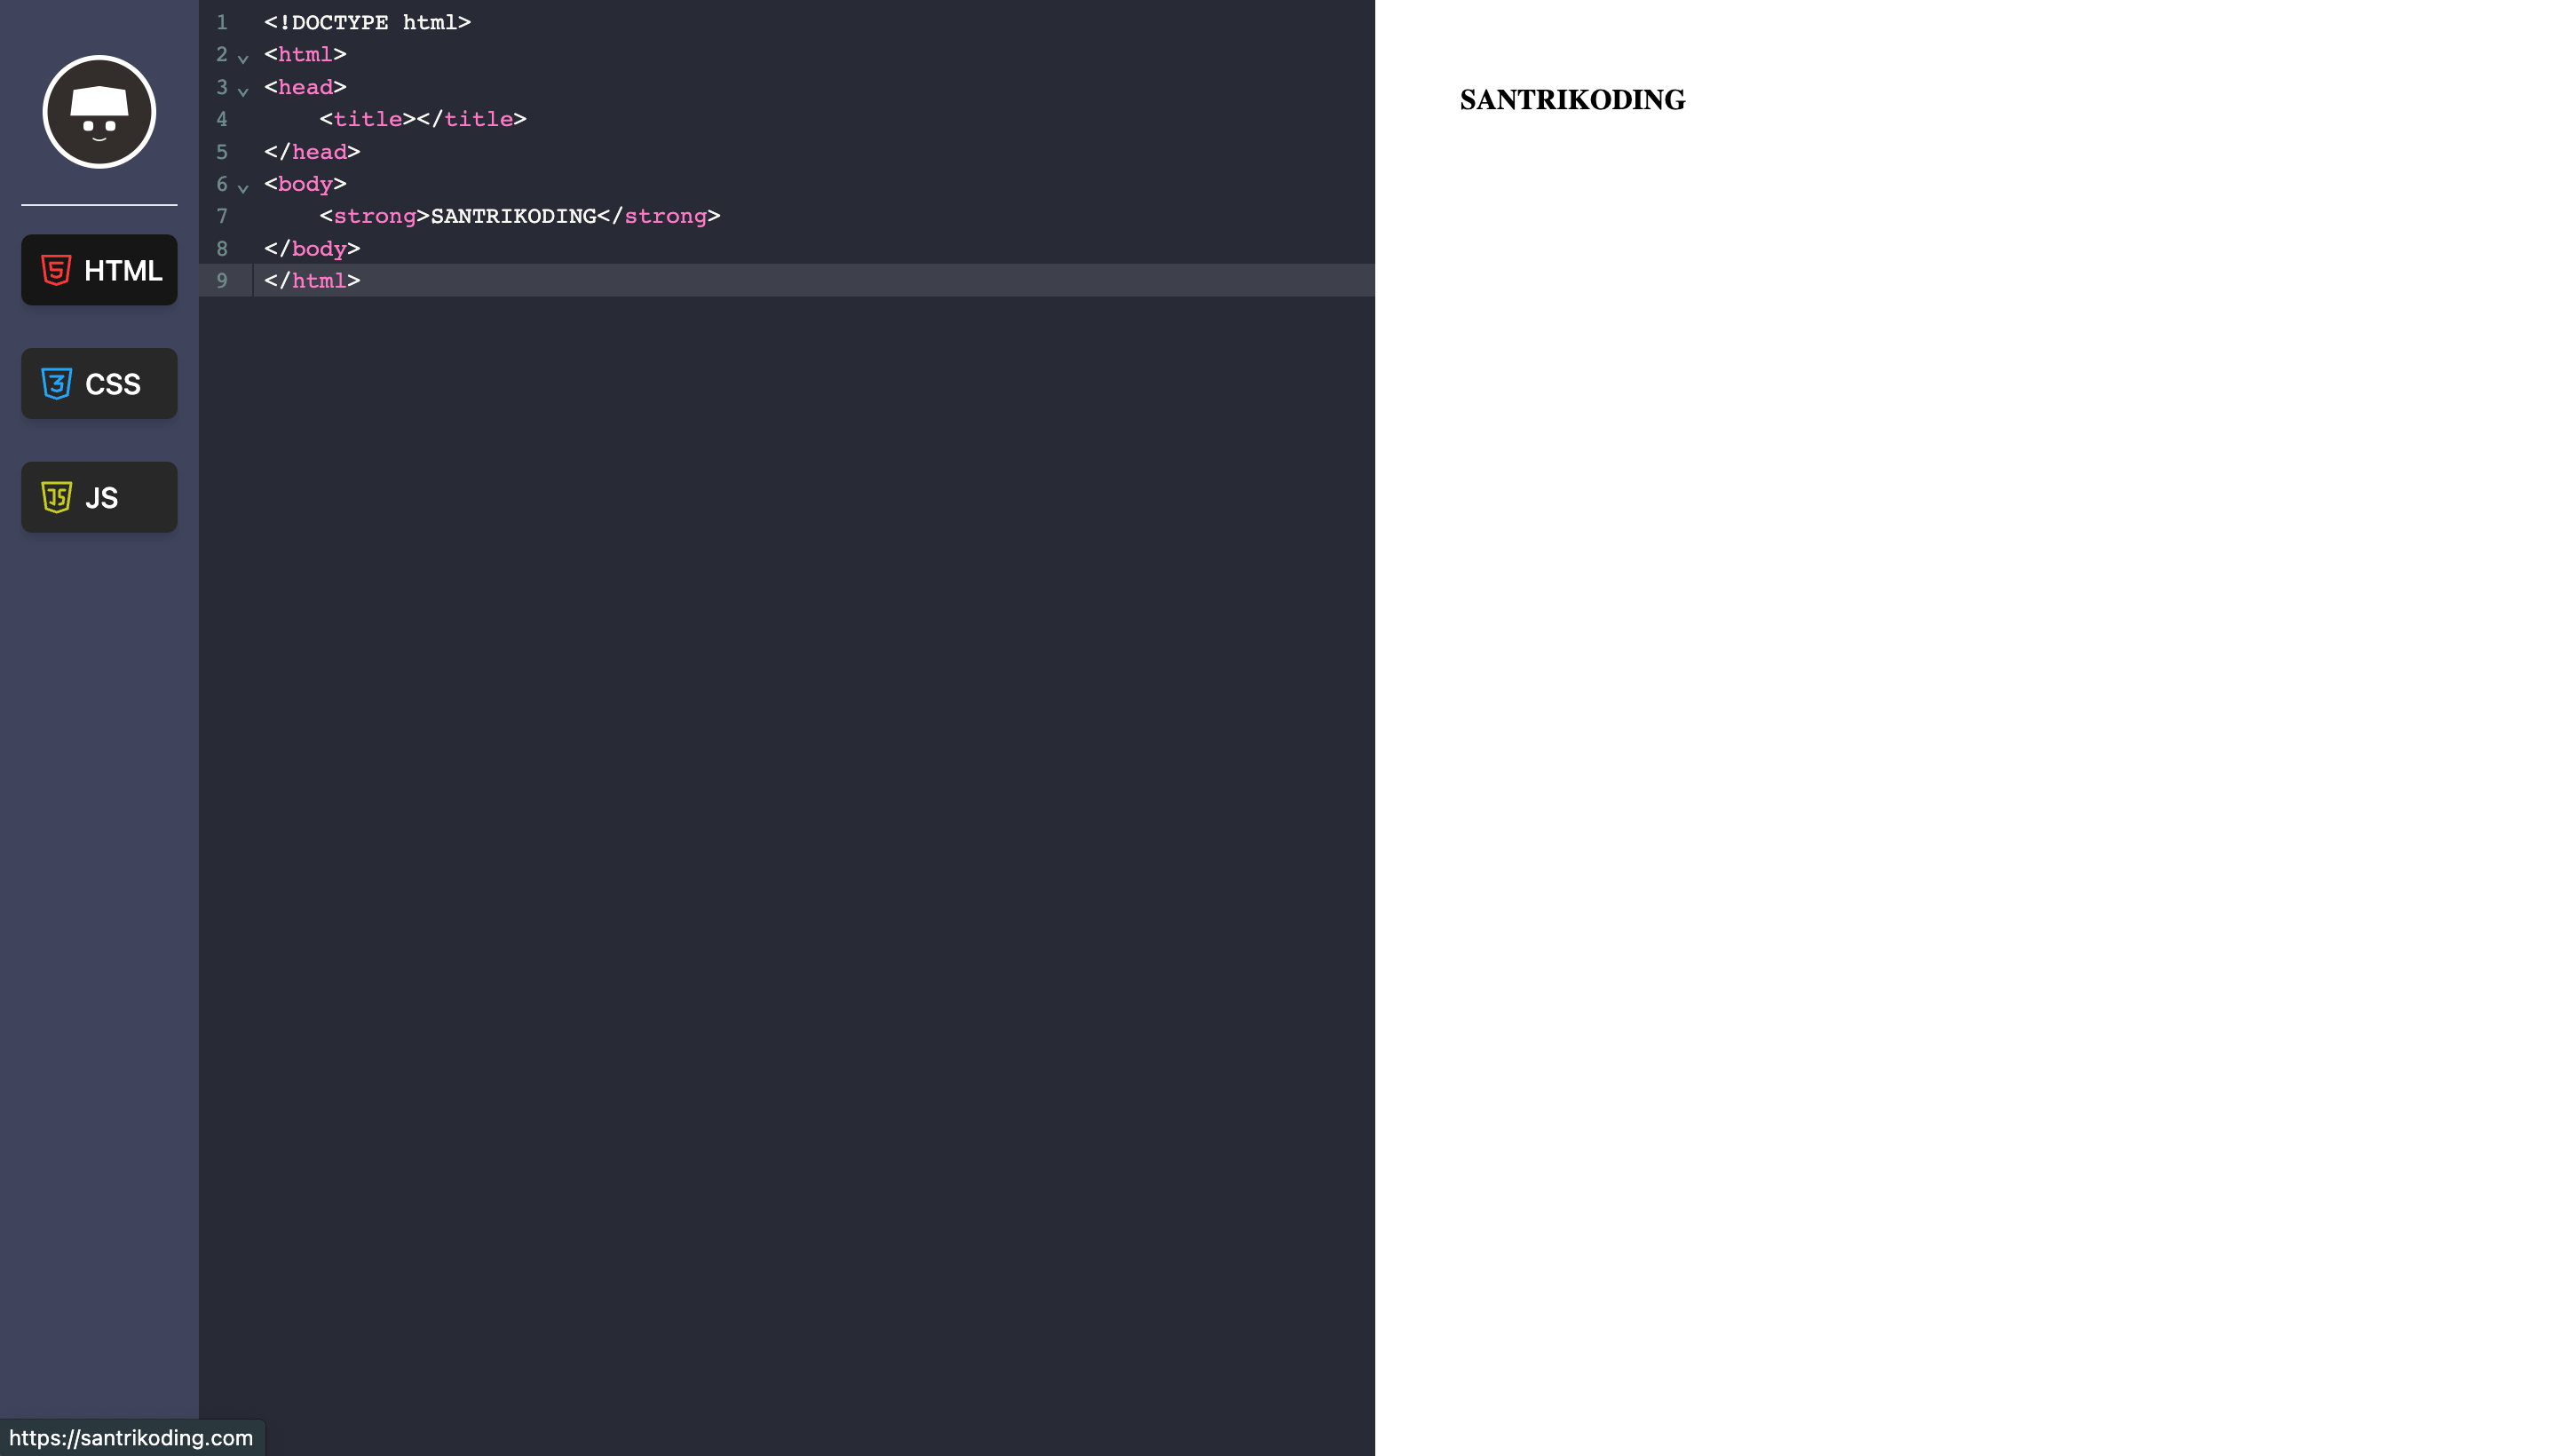 HTML
CSS
JS
1 <!DOCTYPE html>
2 <html>
3 <head>
4     <title></title>
5 </head>
6 <body>
7     <strong>SANTRIKODING</strong>
8 </body>
9 </html>
SANTRIKODING
https://santrikoding.com